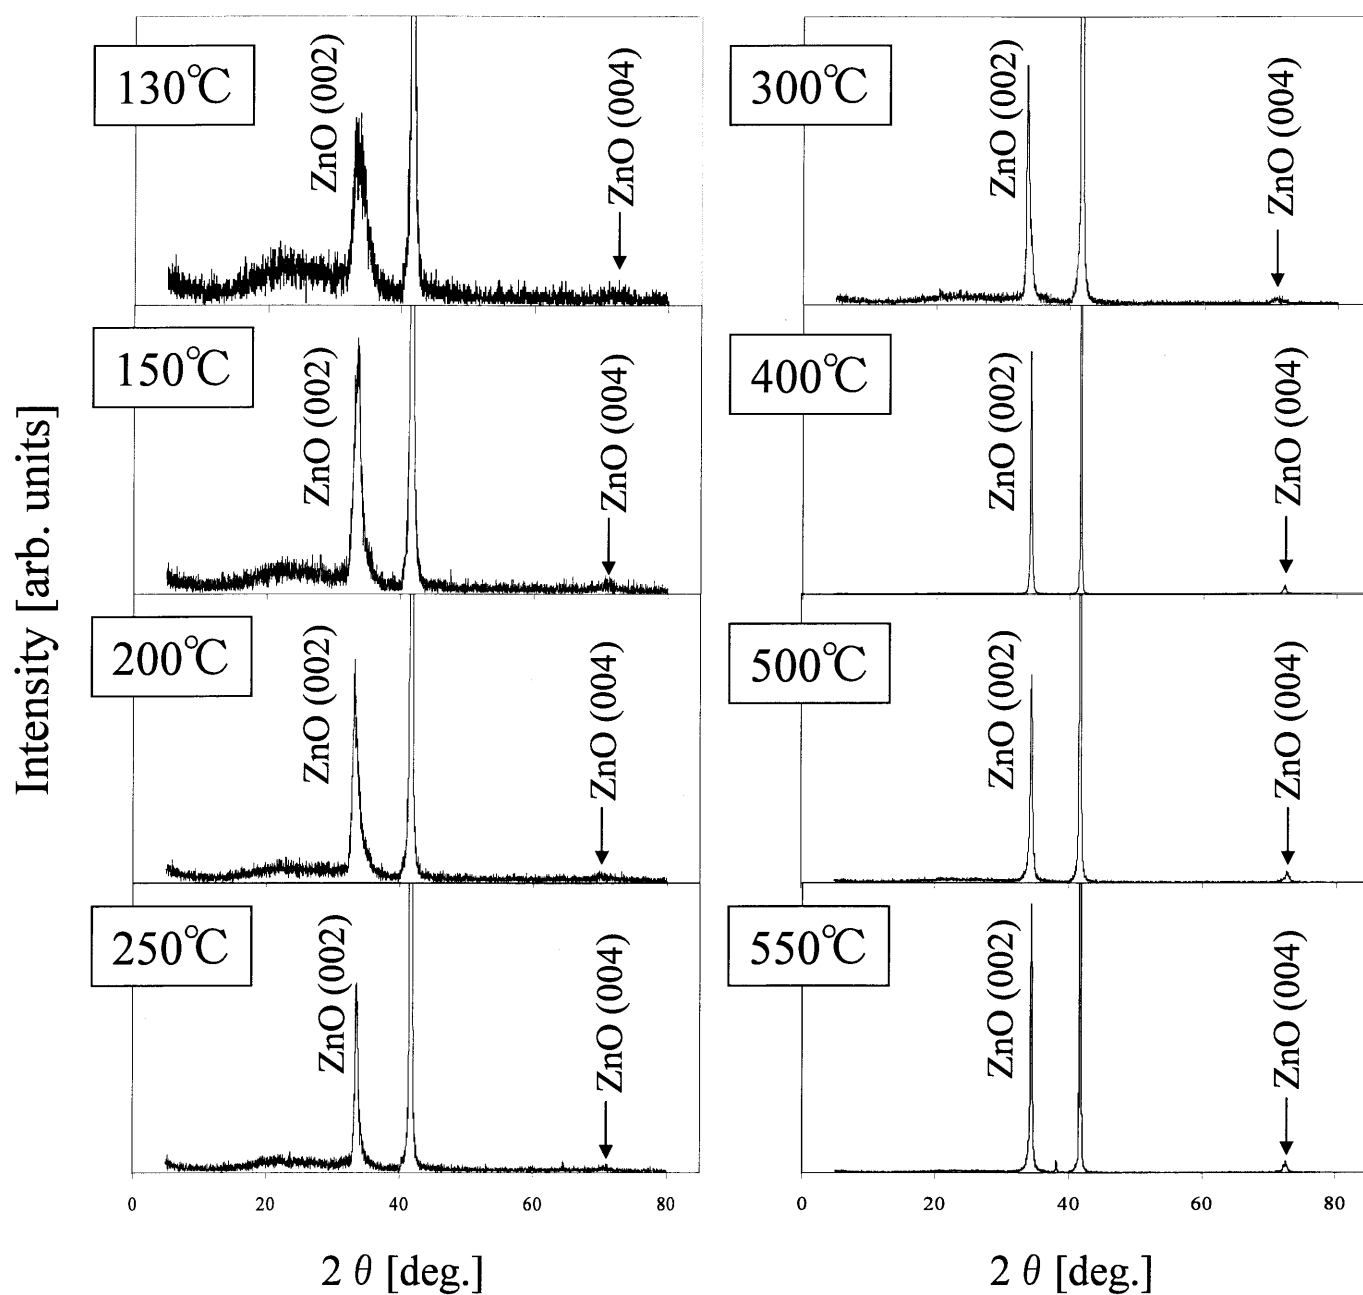 Intensity [arb. units]
130℃
ZnO (002)
ZnO (004)
150℃
ZnO (002)
ZnO (004)
200℃
ZnO (002)
ZnO (004)
250℃
ZnO (002)
ZnO (004)
0 20 40 60 80
2 θ [deg.]
300℃
ZnO (002)
ZnO (004)
400℃
ZnO (002)
ZnO (004)
500℃
ZnO (002)
ZnO (004)
550℃
ZnO (002)
ZnO (004)
0 20 40 60 80
2 θ [deg.]